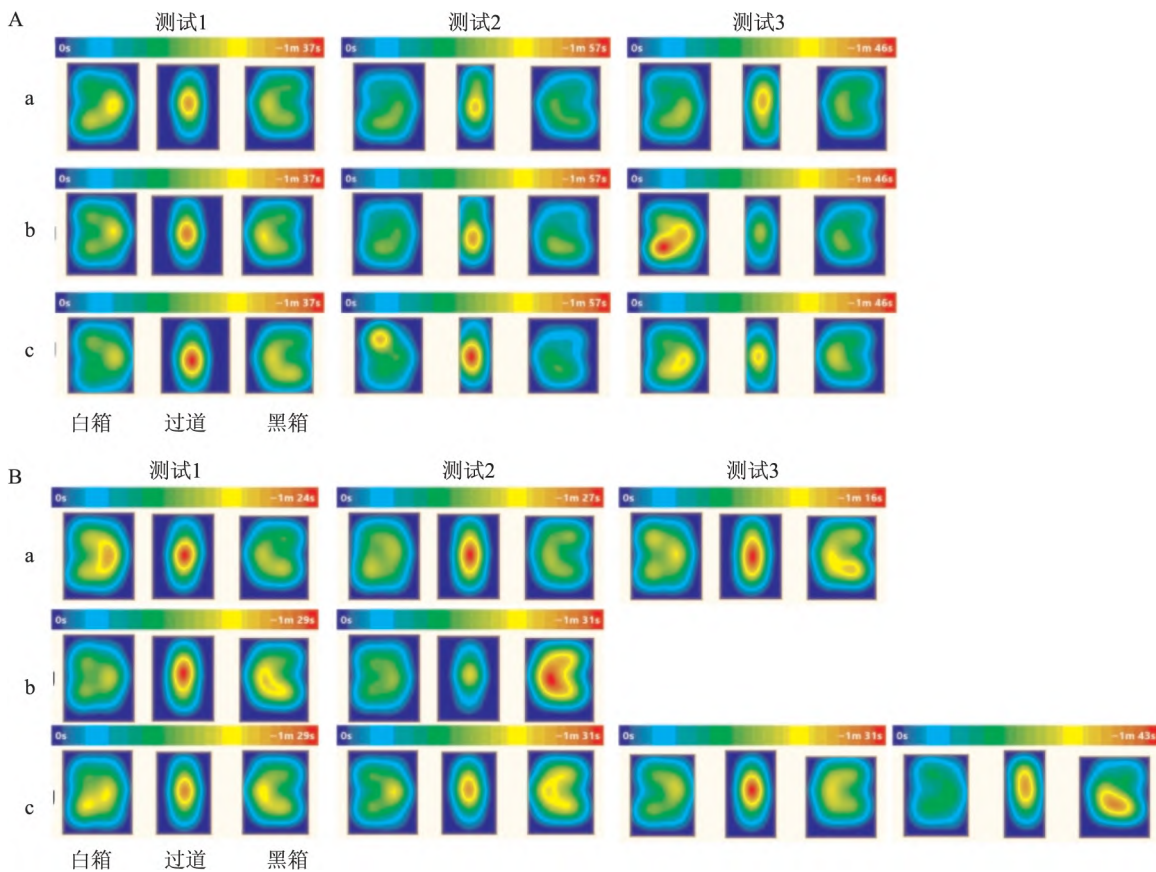 A
测试1 测试2 测试3
0s ~1m 37s 0s ~1m 57s 0s ~1m 46s
a
0s ~1m 37s 0s ~1m 57s 0s ~1m 46s
b
0s ~1m 37s 0s ~1m 57s 0s ~1m 46s
c
白箱 过道 黑箱
B
测试1 测试2 测试3
0s ~1m 24s 0s ~1m 27s 0s ~1m 16s
a
0s ~1m 29s 0s ~1m 31s
b
0s ~1m 29s 0s ~1m 31s 0s ~1m 31s 0s ~1m 43s
c
白箱 过道 黑箱